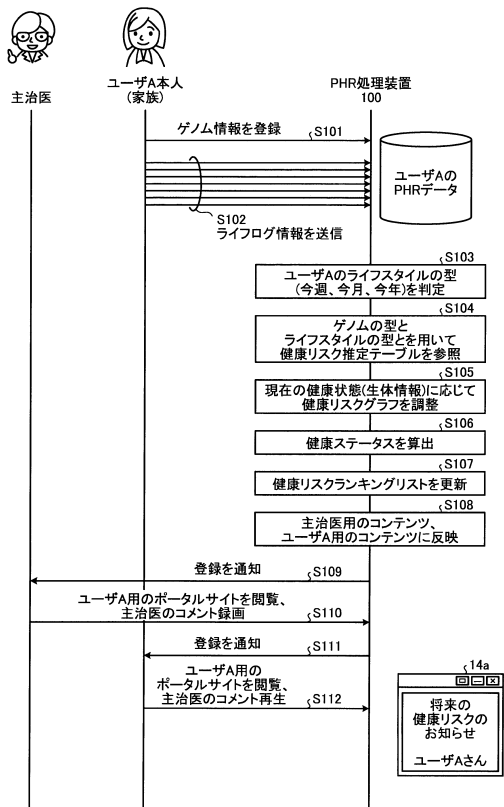 主治医
ユーザA本人
(家族)
PHR処理装置
100
ゲノム情報を登録
S101
ユーザAの
PHRデータ
S102
ライフログ情報を送信
S103
ユーザAのライフスタイルの型
(今週、今月、今年)を判定
S104
ゲノムの型と
ライフスタイルの型とを用いて
健康リスク推定テーブルを参照
S105
現在の健康状態(生体情報)に応じて
健康リスクグラフを調整
S106
健康ステータスを算出
S107
健康リスクランキングリストを更新
S108
主治医用のコンテンツ、
ユーザA用のコンテンツに反映
登録を通知
S109
ユーザA用のポータルサイトを閲覧、
主治医のコメント録画
S110
登録を通知
S111
ユーザA用の
ポータルサイトを閲覧、
主治医のコメント再生
S112
14a
将来の
健康リスクの
お知らせ
ユーザAさん